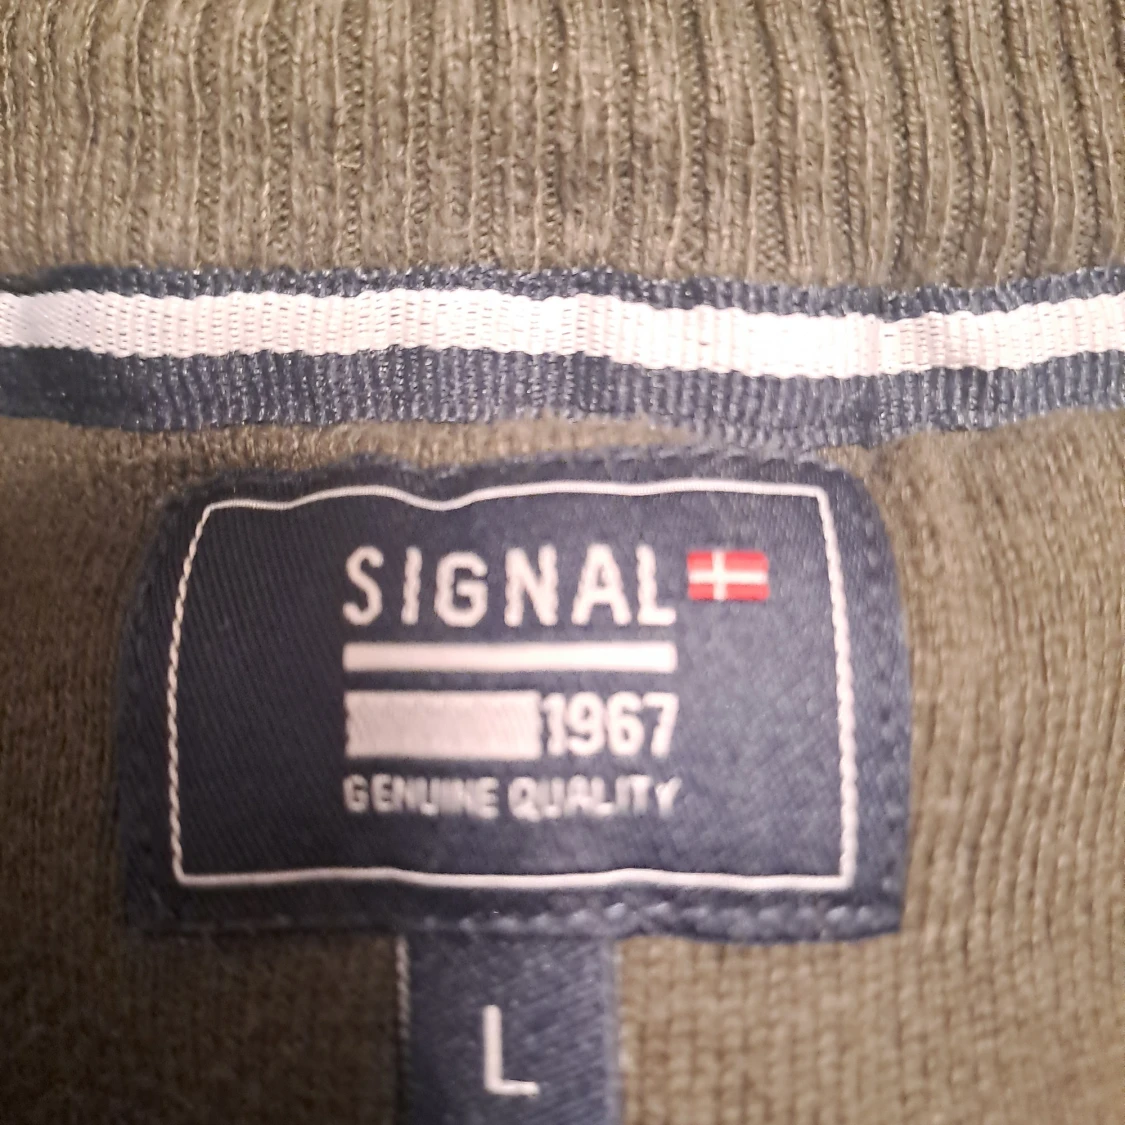 SIGNAL
1967
GENUINE QUALITY
L